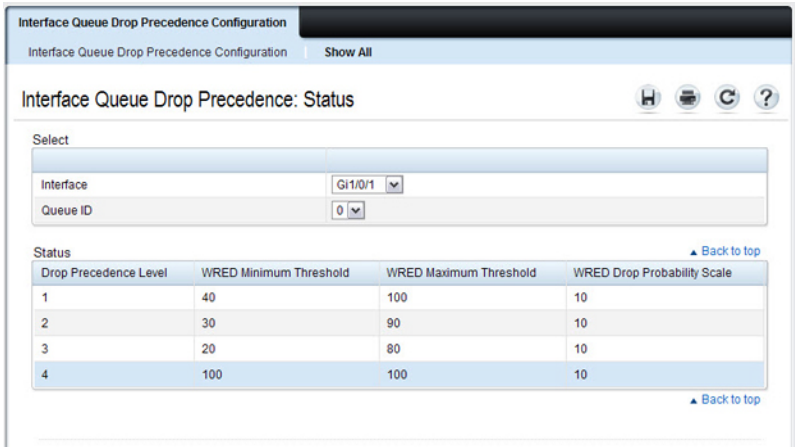 Interface Queue Drop Precedence Configuration
Interface Queue Drop Precedence Configuration Show All
Interface Queue Drop Precedence: Status
Select
Interface Gi1/0/1
Queue ID 0
Status Back to top
Drop Precedence Level WRED Minimum Threshold WRED Maximum Threshold WRED Drop Probability Scale
1 40 100 10
2 30 90 10
3 20 80 10
4 100 100 10
Back to top